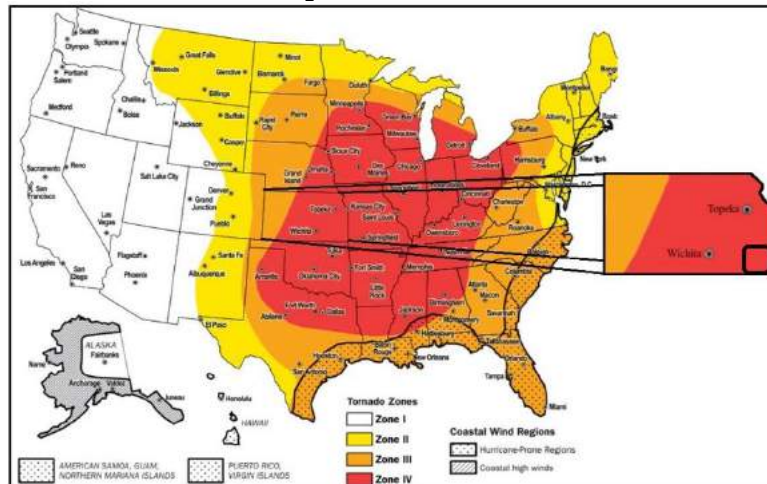 Seattle
Spokane
Olympia
Great Falls
Minot
Portland
Missoula
Glendive
Bismarck
Fargo
Duluth
Salem
Billings
Minneapolis
Green Bay
Montpelier
Medford
Challis
Boise
Buffalo
Rapid City
Pierre
Rochester
Milwaukee
Buffalo
Albany
Jackson
Casper
Sioux City
Detroit
New York
Cheyenne
Grand Island
Omaha
Des Moines
Chicago
Cleveland
Harrisburg
Sacramento
Reno
Salt Lake City
D.C.
San Francisco
Denver
Grand Junction
Cincinnati
Topeka
Kansas City
Saint Louis
Charleston
Topeka
Las Vegas
Pueblo
Wichita
Springfield
Owensboro
Lexington
Roanoke
Wichita
Los Angeles
Flagstaff
Santa Fe
Tulsa
Raleigh
San Diego
Phoenix
Albuquerque
Amarillo
Oklahoma City
Fort Smith
Memphis
Columbia
Little Rock
Atlanta
Macon
El Paso
Abilene
Fort Worth
Dallas
Jackson
Birmingham
Montgomery
Savannah
Hattiesburg
Tallahassee
ALASKA
Fairbanks
San Antonio
Houston
Baton Rouge
New Orleans
Orlando
Tampa
Nome
Anchorage
Valdez
Juneau
Honolulu
HAWAII
Miami
Tornado Zones
Zone I
Zone II
Zone III
Zone IV
Coastal Wind Regions
Hurricane-Prone Regions
Coastal high winds
AMERICAN SAMOA, GUAM,
NORTHERN MARIANA ISLANDS
PUERTO RICO,
VIRGIN ISLANDS